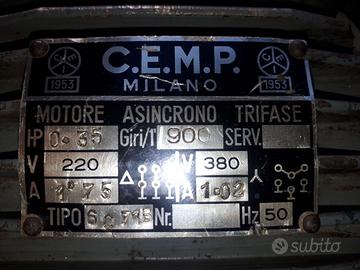 1953
1953
C.E.M.P.
MILANO
MOTORE ASINCRONO TRIFASE
HP 0.35 Giri/1' 900 SERV.
V 220 V 380
A 1.75 A 1.02
TIPO Nr. Hz 50
subito